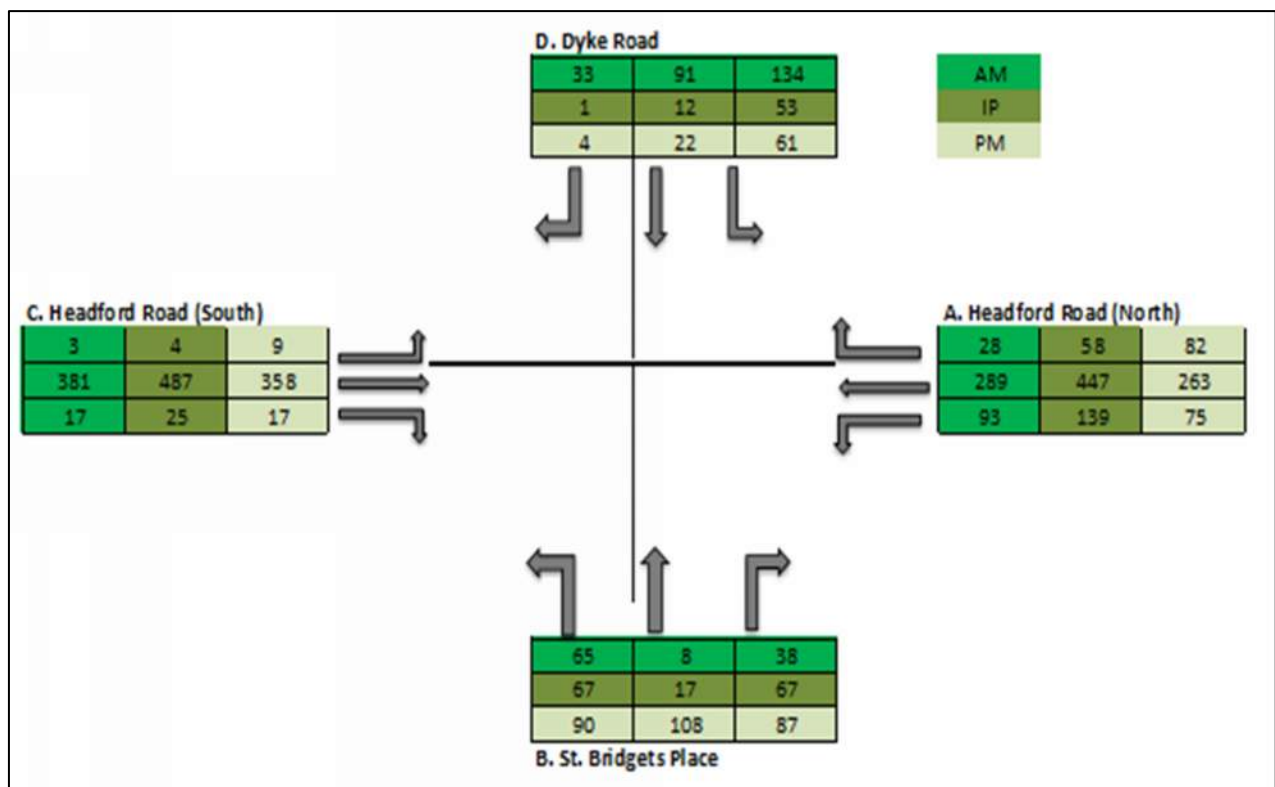 D. Dyke Road
33 91 134
1 12 53
4 22 61
AM
IP
PM
C. Headford Road (South)
3 4 9
381 487 358
17 25 17
A. Headford Road (North)
28 58 82
289 447 263
93 139 75
65 8 38
67 17 67
90 108 87
B. St. Bridgets Place